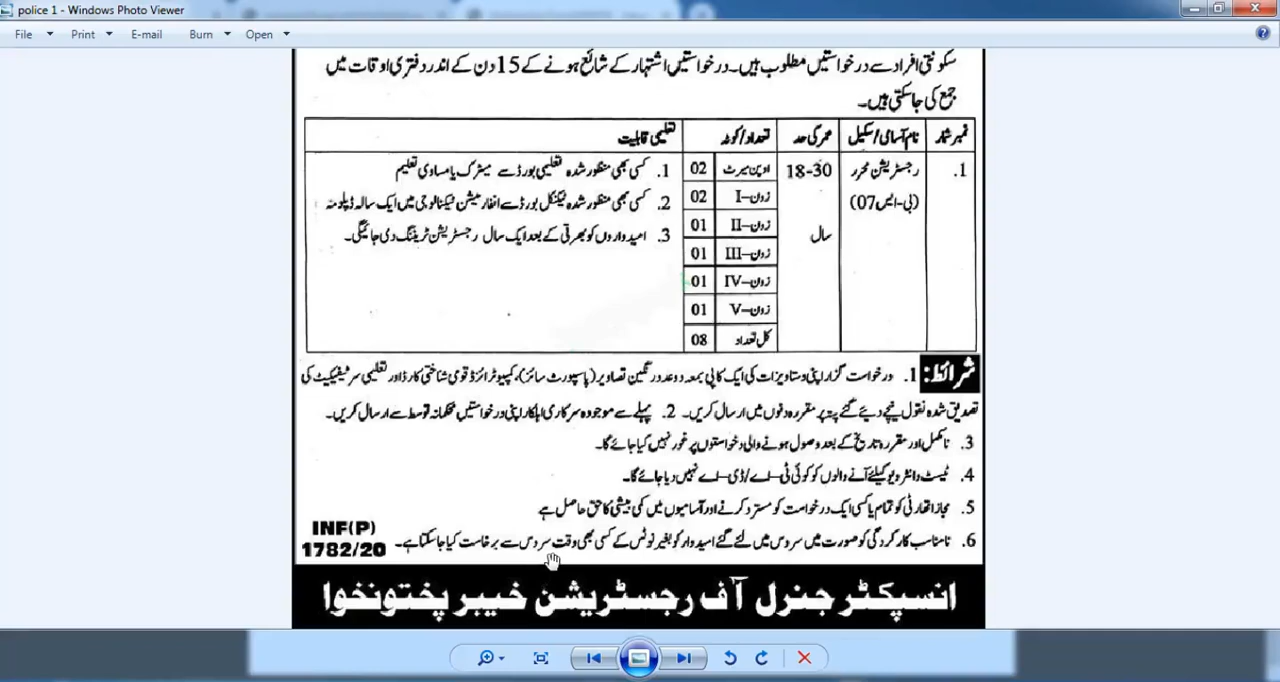 police 1 - Windows Photo Viewer
File Print E-mail Burn Open
سکونتی افراد سے درخواستیں مطلوب ہیں۔ درخواستیں اشتہار کے شائع ہونے کے 15 دن کے اندر دفتری اوقات میں
جمع کی جاسکتی ہیں۔
نمبر شمار نام آسامی/سکیل عمر کی حد تعداد/کوٹہ تعلیمی قابلیت
1. رجسٹریشن محرر 18-30 اوپن میرٹ 02 1. کسی بھی منظور شدہ تعلیمی بورڈ سے میٹرک یا مساوی تعلیم
(بی-ایس 07) زون-I 02 2. کسی بھی منظور شدہ ٹیکنیکل بورڈ سے انفارمیشن ٹیکنالوجی میں ایک سالہ ڈپلومہ
سال زون-II 01 3. امیدواروں کو بھرتی کے بعد ایک سال رجسٹریشن ٹریننگ دی جائیگی۔
زون-III 01
زون-IV 01
زون-V 01
کل تعداد 08
شرائط: 1. درخواست گزار اپنی دستاویزات کی ایک کاپی بمعہ دو عدد رنگین تصاویر (پاسپورٹ سائز)، کمپیوٹرائزڈ قومی شناختی کارڈ اور تعلیمی سرٹیفیکیٹ کی
تصدیق شدہ نقول نیچے دیئے گئے پتہ پر مقررہ دنوں میں ارسال کریں۔ 2. پہلے سے موجودہ سرکاری اہلکار اپنی درخواستیں محکمانہ توسط سے ارسال کریں۔
3. نامکمل اور مقررہ تاریخ کے بعد وصول ہونے والی دخواستوں پر غور نہیں کیا جائے گا۔
4. ٹیسٹ و انٹرویو کیلئے آنے والوں کو کوئی ٹی-اے/ڈی-اے نہیں دیا جائے گا۔
5. مجاز اتھارٹی کو تمام یا کسی ایک درخواست کو مسترد کرنے اور آسامیوں میں کمی بیشی کا حق حاصل ہے
6. نامناسب کارکردگی کو صورت میں سروس میں لئے گئے امیدوار کو بغیر نوٹس کے کسی بھی وقت سروس سے برخاست کیا جاسکتا ہے۔
INF(P)
1782/20
انسپکٹر جنرل آف رجسٹریشن خیبر پختونخوا